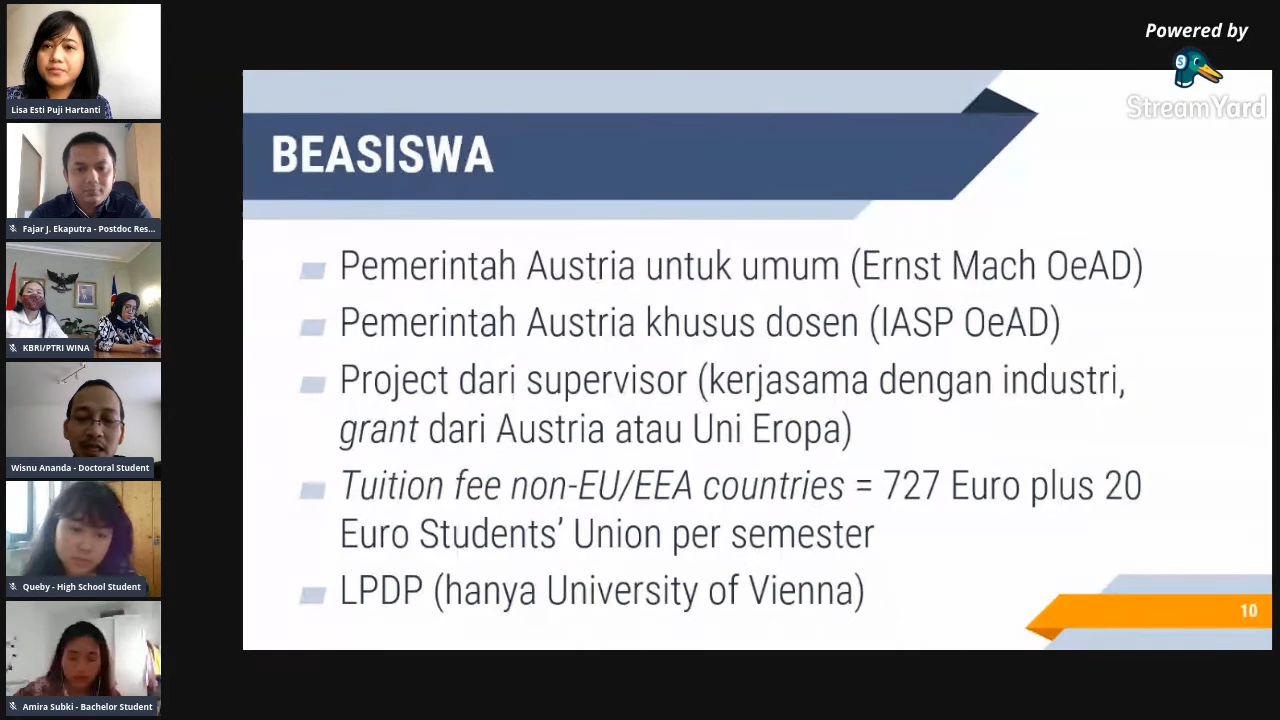 Powered by
StreamYard
Lisa Esti Puji Hartanti
Fajar J. Ekaputra - Postdoc Res...
KBRI/PTRI WINA
Wisnu Ananda - Doctoral Student
Queby - High School Student
Amira Subki - Bachelor Student
BEASISWA
Pemerintah Austria untuk umum (Ernst Mach OeAD)
Pemerintah Austria khusus dosen (IASP OeAD)
Project dari supervisor (kerjasama dengan industri,
grant dari Austria atau Uni Eropa)
Tuition fee non-EU/EEA countries = 727 Euro plus 20
Euro Students’ Union per semester
LPDP (hanya University of Vienna)
10